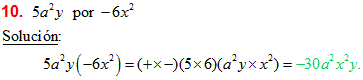 10. 5a²y por −6x²
Solución:
5a²y(−6x²) = (+×−)(5×6)(a²y×x²) = −30a²x²y.